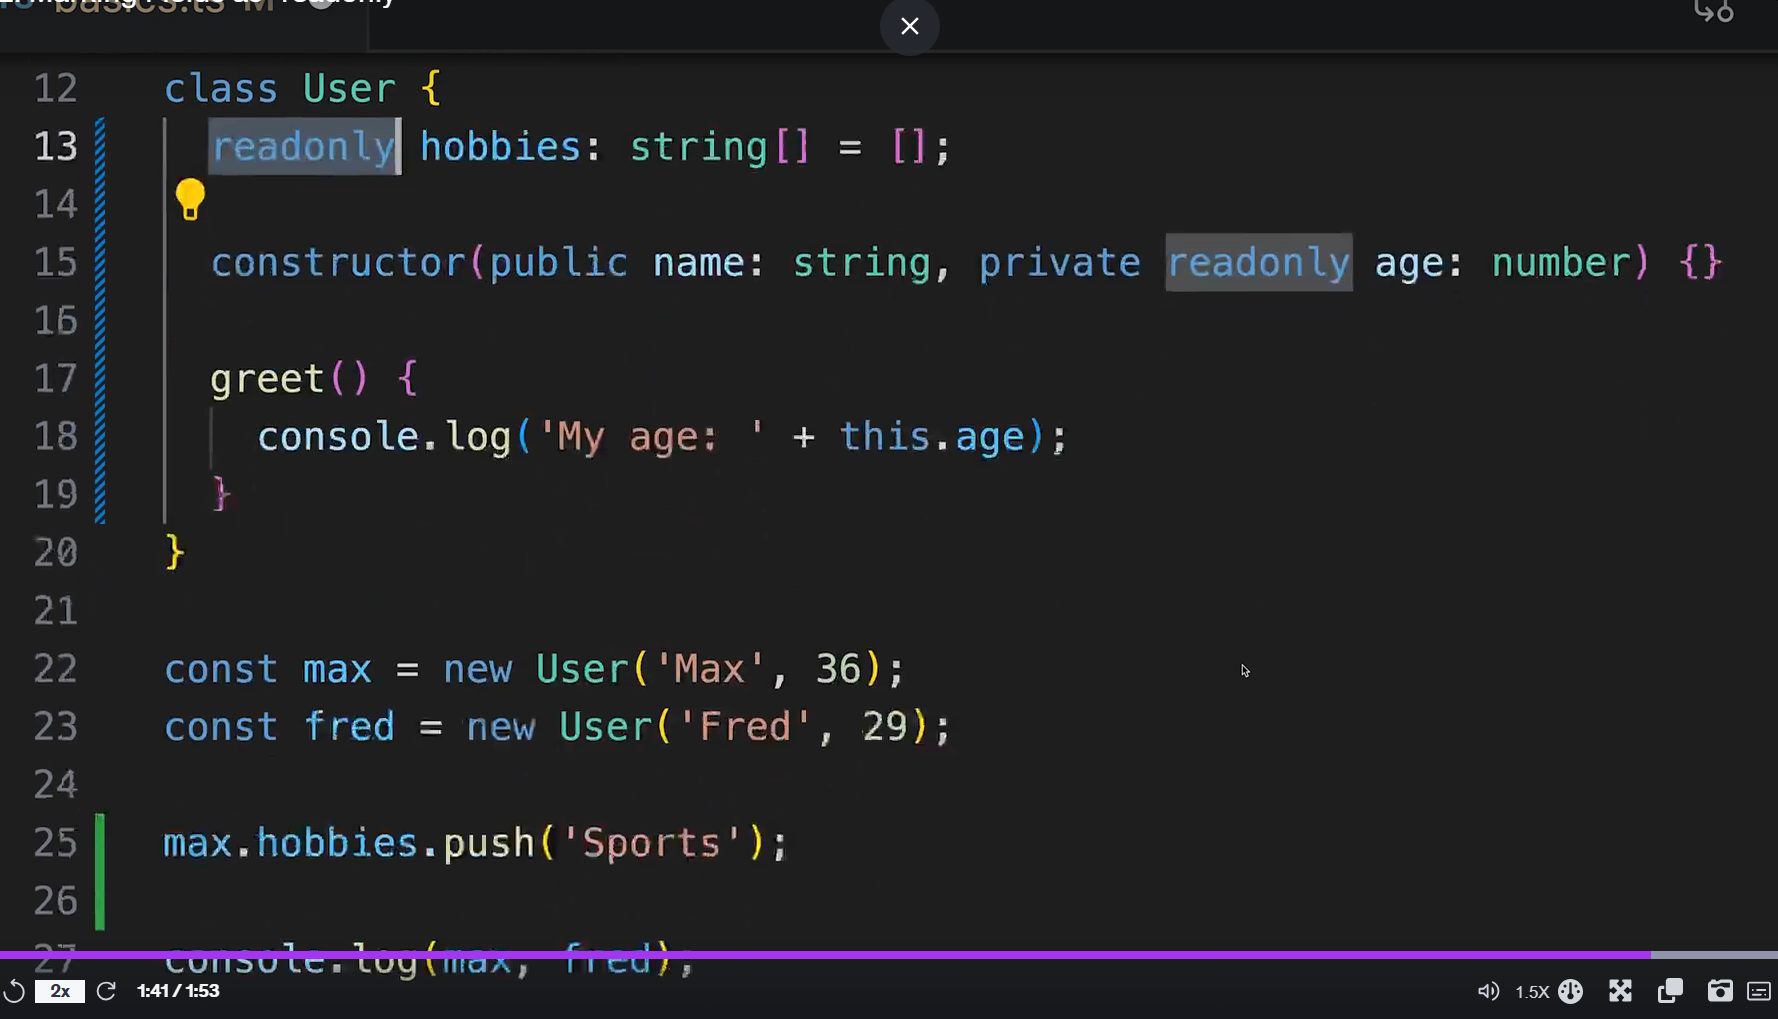 basics.ts M
readonly
12 class User {
13 readonly hobbies: string[] = [];
14
15 constructor(public name: string, private readonly age: number) {}
16
17 greet() {
18 console.log('My age: ' + this.age);
19 }
20 }
21
22 const max = new User('Max', 36);
23 const fred = new User('Fred', 29);
24
25 max.hobbies.push('Sports');
26
27 console.log(max, fred);
2x 1:41 / 1:53 1.5X